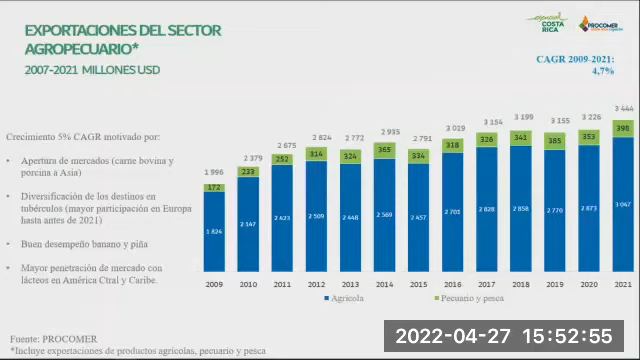 EXPORTACIONES DEL SECTOR
AGROPECUARIO*
2007-2021 MILLONES USD
esencial
COSTA
RICA
PROCOMER
CAGR 2009-2021:
4,7%
Crecimiento 5% CAGR motivado por:
• Apertura de mercados (carne bovina y
porcina a Asia)
• Diversificación de los destinos en
tubérculos (mayor participación en Europa
hasta antes de 2021)
• Buen desempeño banano y piña
• Mayor penetración de mercado con
lácteos en América Ctral y Caribe.
1 996 2 379 2 675 2 824 2 772 2 935 2 791 3 019 3 154 3 199 3 155 3 226 3 444
172 233 252 314 324 365 334 318 326 341 385 353 398
1 824 2 147 2 423 2 509 2 448 2 569 2 457 2 701 2 828 2 858 2 770 2 873 3 047
2009 2010 2011 2012 2013 2014 2015 2016 2017 2018 2019 2020 2021
Agrícola Pecuario y pesca
Fuente: PROCOMER
*Incluye exportaciones de productos agrícolas, pecuario y pesca
2022-04-27 15:52:55